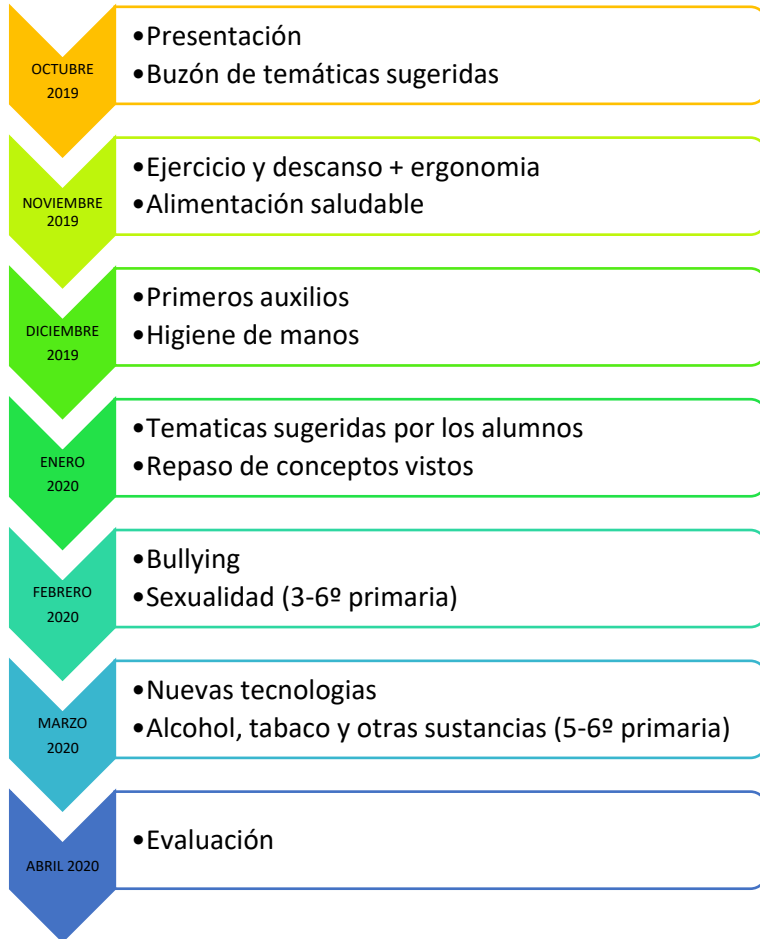 OCTUBRE
2019
•Presentación
•Buzón de temáticas sugeridas
NOVIEMBRE
2019
•Ejercicio y descanso + ergonomia
•Alimentación saludable
DICIEMBRE
2019
•Primeros auxilios
•Higiene de manos
ENERO
2020
•Tematicas sugeridas por los alumnos
•Repaso de conceptos vistos
FEBRERO
2020
•Bullying
•Sexualidad (3-6º primaria)
MARZO
2020
•Nuevas tecnologias
•Alcohol, tabaco y otras sustancias (5-6º primaria)
ABRIL 2020
•Evaluación